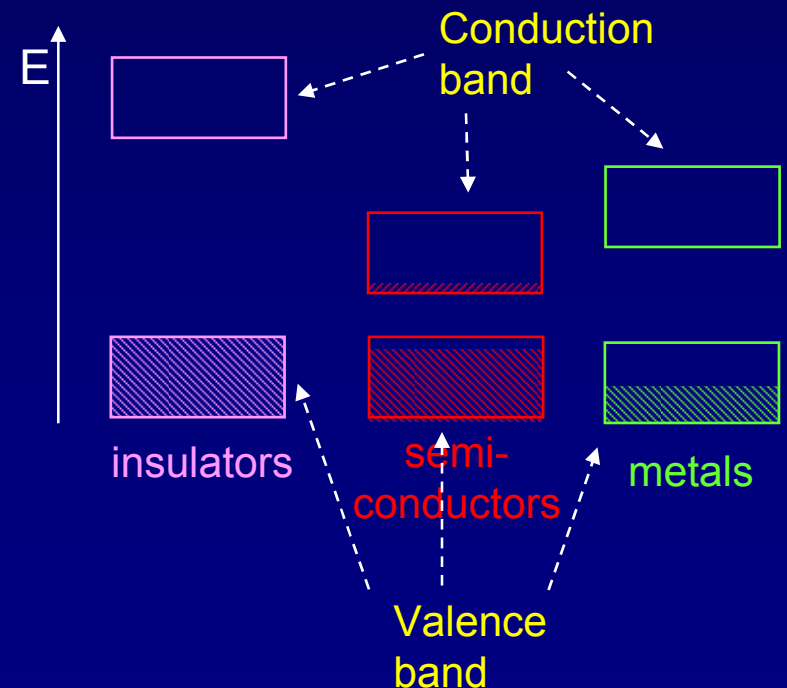 Conduction
band
E
insulators
semi-
conductors
metals
Valence
band